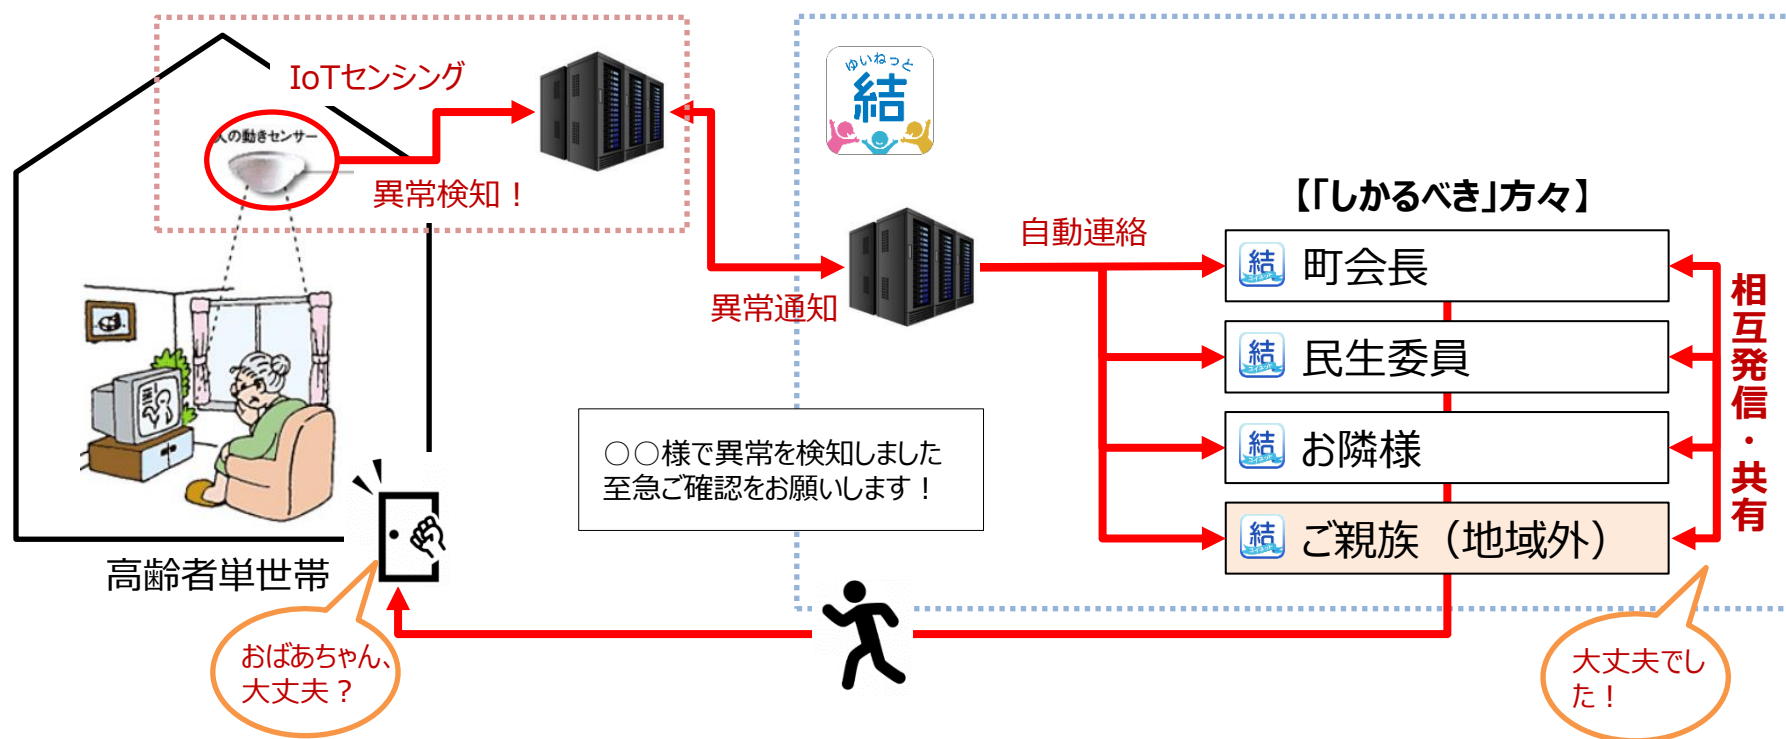 IoTセンシング
人の動きセンサー
異常検知！
ゆいねっと
結
異常通知
自動連絡
【「しかるべき」方々】
結 町会長
結 民生委員
結 お隣様
結 ご親族（地域外）
相互発信・共有
○○様で異常を検知しました
至急ご確認をお願いします！
高齢者単世帯
おばあちゃん、
大丈夫？
大丈夫でし
た！